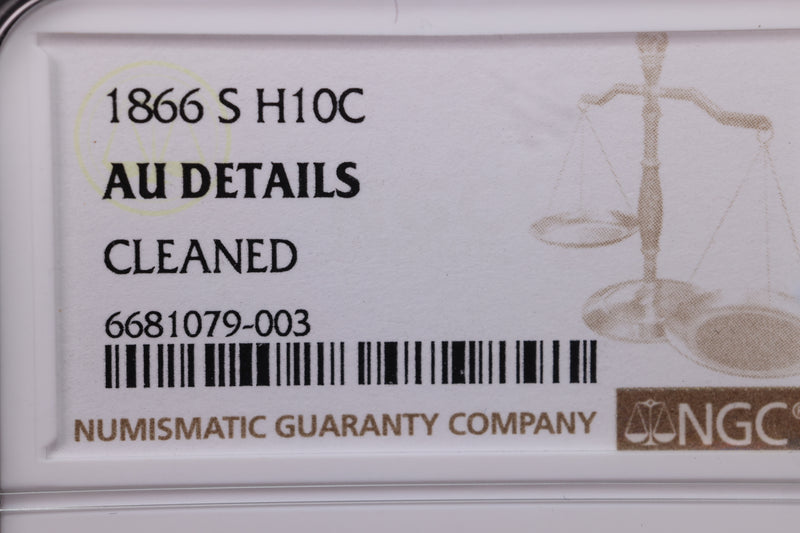 1866 S H10C
AU DETAILS
CLEANED
6681079-003
NUMISMATIC GUARANTY COMPANY
NGC